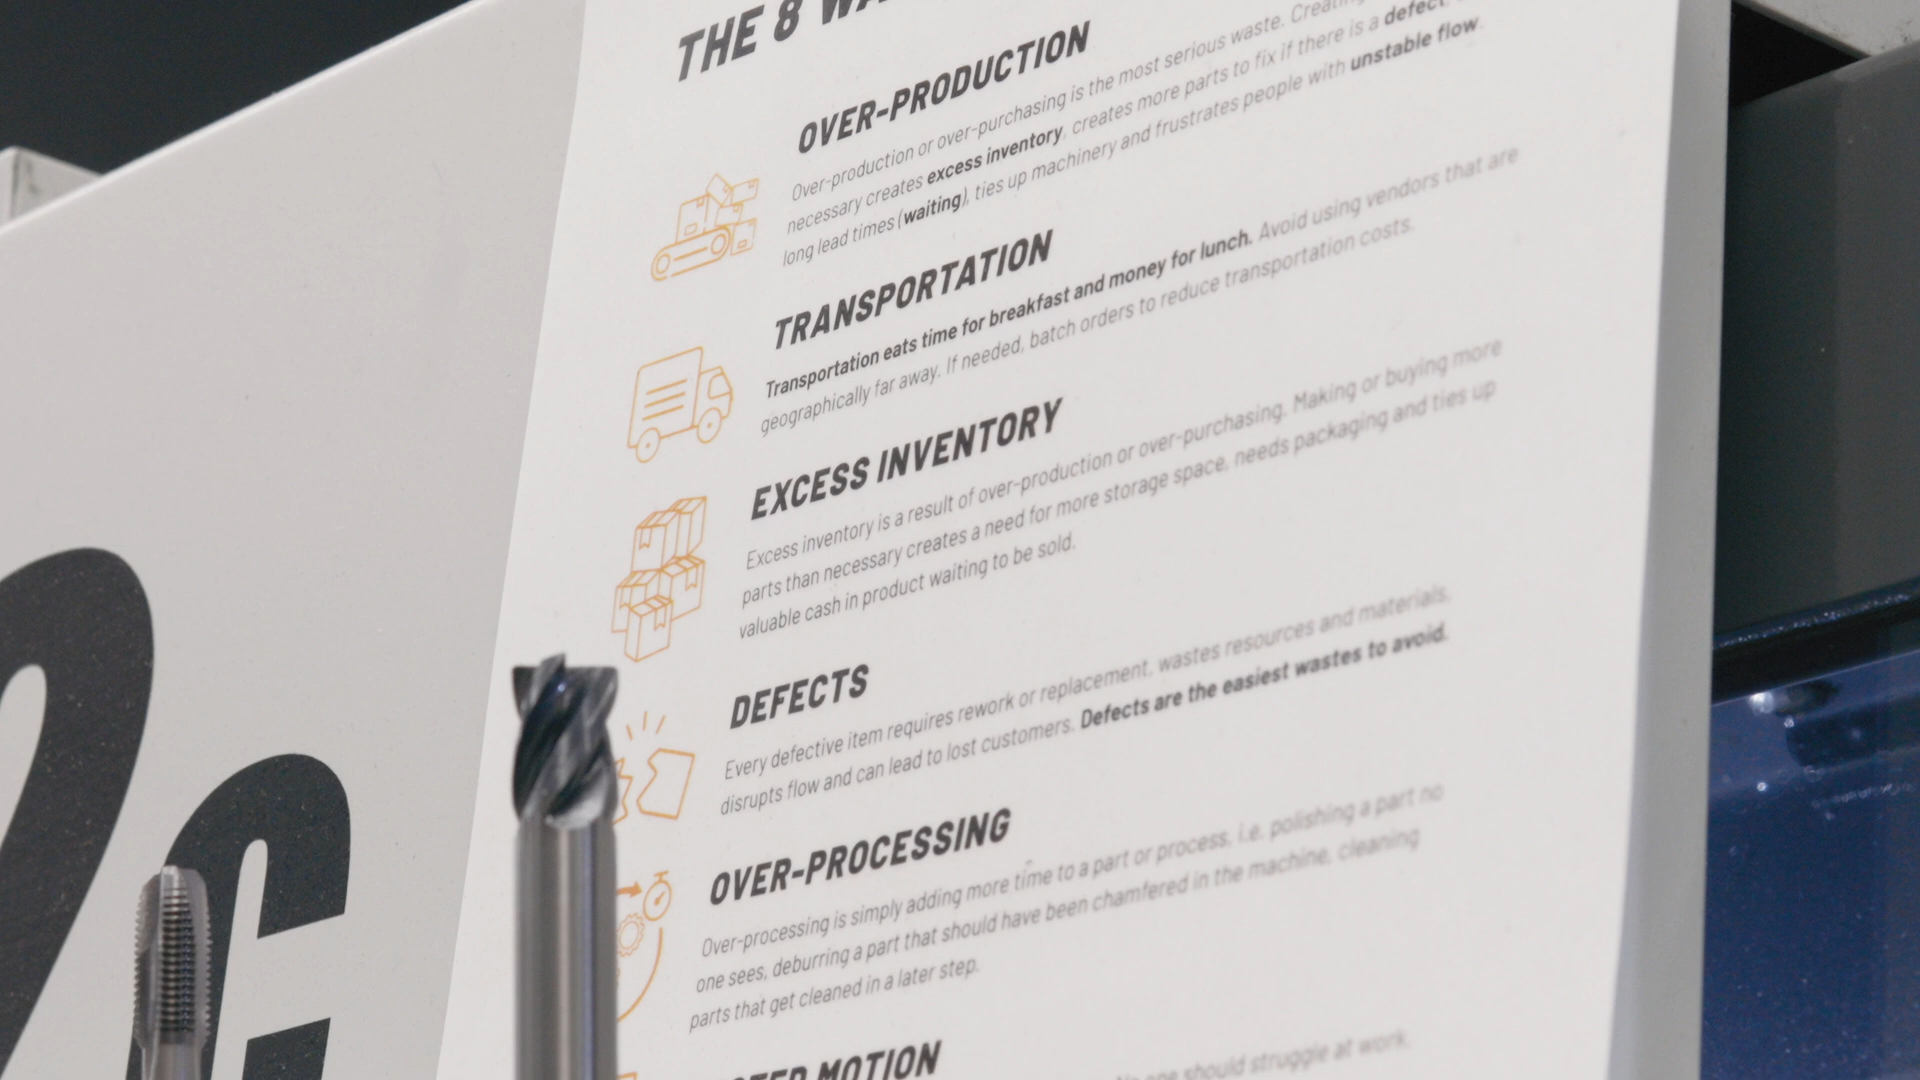 THE 8
OVER-PRODUCTION
Over-production or over-purchasing is the most serious waste. Creating
necessary creates excess inventory, creates more parts to fix if there is a defect,
long lead times (waiting), ties up machinery and frustrates people with unstable flow.
TRANSPORTATION
Transportation eats time for breakfast and money for lunch. Avoid using vendors that are
geographically far away. If needed, batch orders to reduce transportation costs.
EXCESS INVENTORY
Excess inventory is a result of over-production or over-purchasing. Making or buying more
parts than necessary creates a need for more storage space, needs packaging and ties up
valuable cash in product waiting to be sold.
DEFECTS
Every defective item requires rework or replacement, wastes resources and materials,
disrupts flow and can lead to lost customers. Defects are the easiest wastes to avoid.
OVER-PROCESSING
Over-processing is simply adding more time to a part or process. i.e. polishing a part no
one sees, deburring a part that should have been chamfered in the machine, cleaning
parts that get cleaned in a later step.
MOTION
No one should struggle at work,
2c